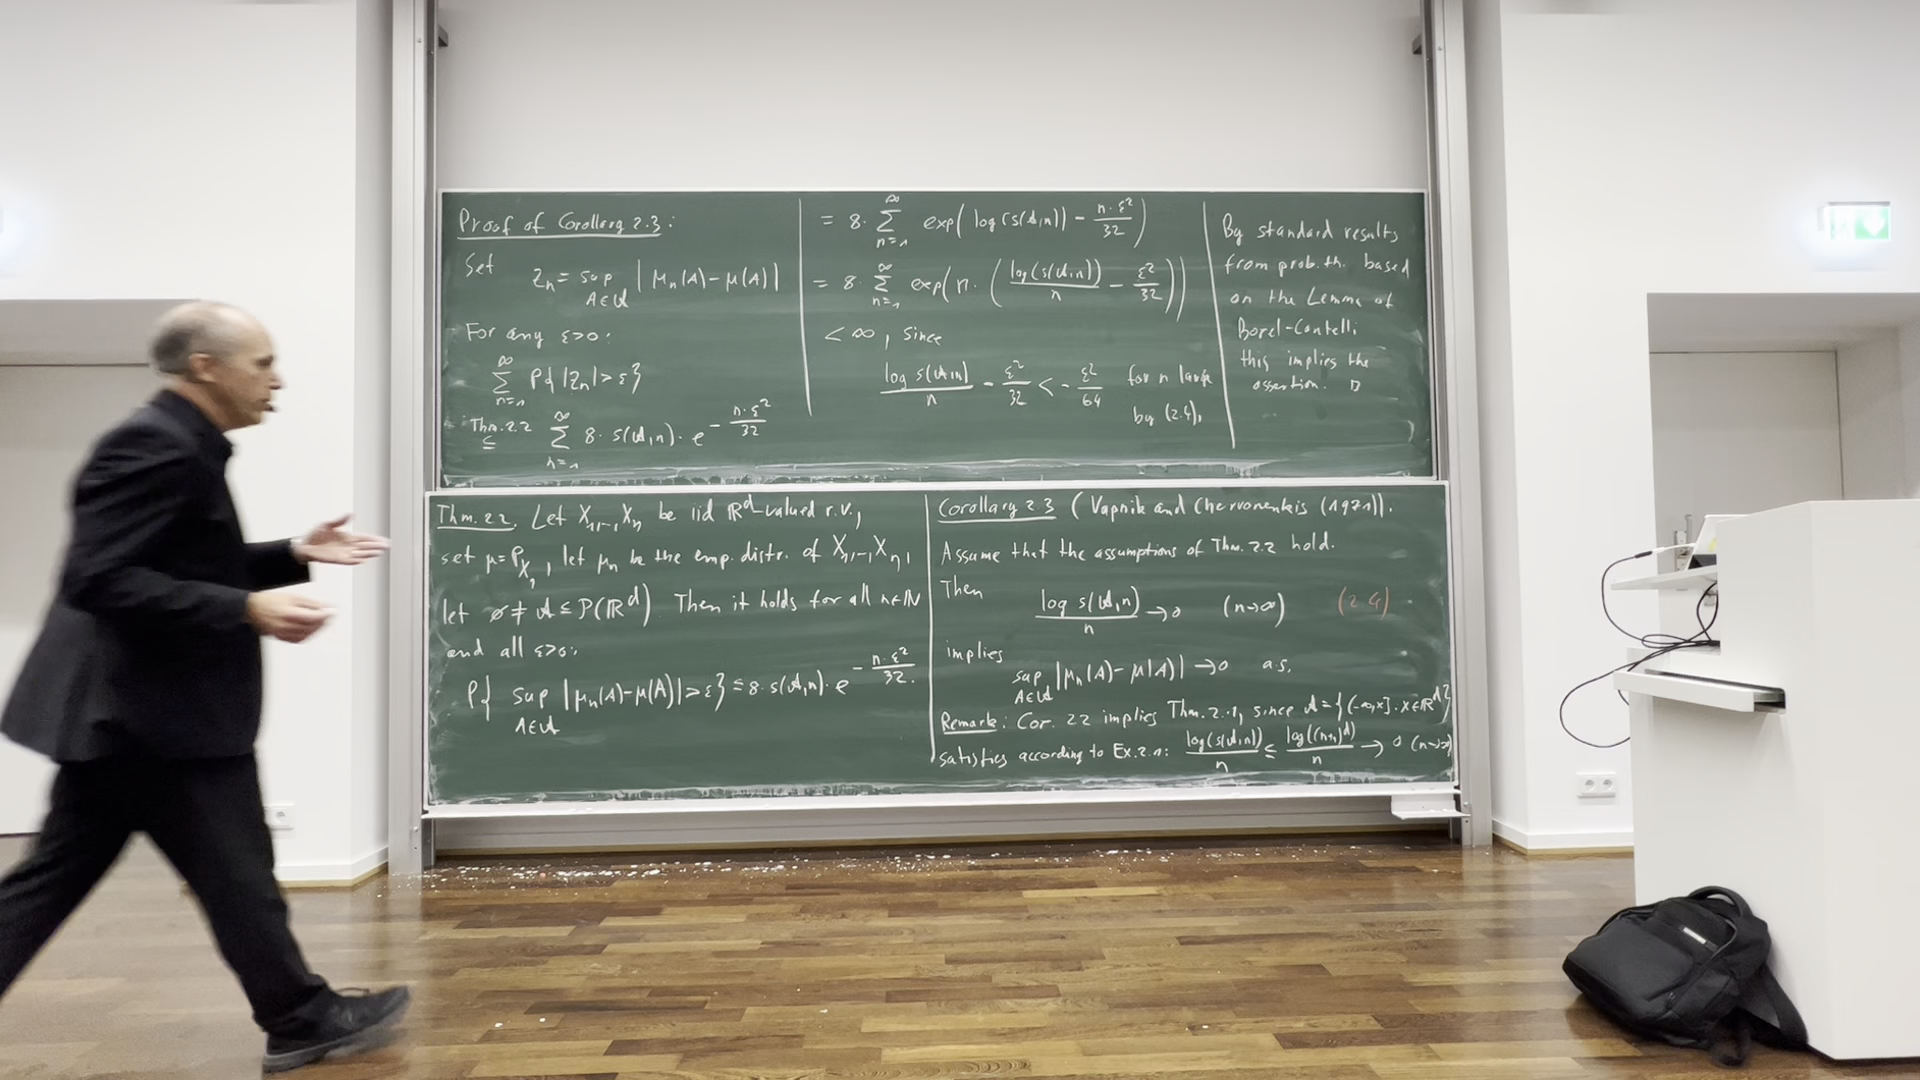 Proof of Corollary 2.3:
Set
Z_n = sup_{A∈𝒜} |μ_n(A) − μ(A)|
For any ε>0:
∑_{n=1}^∞ P{|Z_n|>ε}
≤^{Thm. 2.2} ∑_{n=1}^∞ 8·s(𝒜,n)·e^{−n·ε²/32}
= 8·∑_{n=1}^∞ exp(log(s(𝒜,n)) − n·ε²/32)
= 8·∑_{n=1}^∞ exp(n·(log(s(𝒜,n))/n − ε²/32))
< ∞, since
log s(𝒜,n)/n − ε²/32 < −ε²/64 for n large
by (2.4).
By standard results
from prob. th. based
on the Lemma of
Borel-Cantelli
this implies the
assertion. □
Thm. 2.2. Let X_1,…,X_n be iid ℝ^d-valued r.v.,
set μ=P_{X_1}, let μ_n be the emp. distr. of X_1,…,X_n,
let ∅≠𝒜⊆P(ℝ^d). Then it holds for all n∈ℕ
and all ε>0:
P{sup_{A∈𝒜} |μ_n(A)−μ(A)|>ε} ≤ 8·s(𝒜,n)·e^{−n·ε²/32}.
Corollary 2.3 (Vapnik and Chervonenkis (1971)).
Assume that the assumptions of Thm. 2.2 hold.
Then
log s(𝒜,n)/n → 0 (n→∞) (2.4)
implies
sup_{A∈𝒜} |μ_n(A)−μ(A)| → 0 a.s.
Remark: Cor. 2.2 implies Thm. 2.1, since 𝒜={(−∞,x]: x∈ℝ^d}
satisfies according to Ex. 2.1: log(s(𝒜,n))/n ≤ log((n+1)^d)/n → 0 (n→∞)